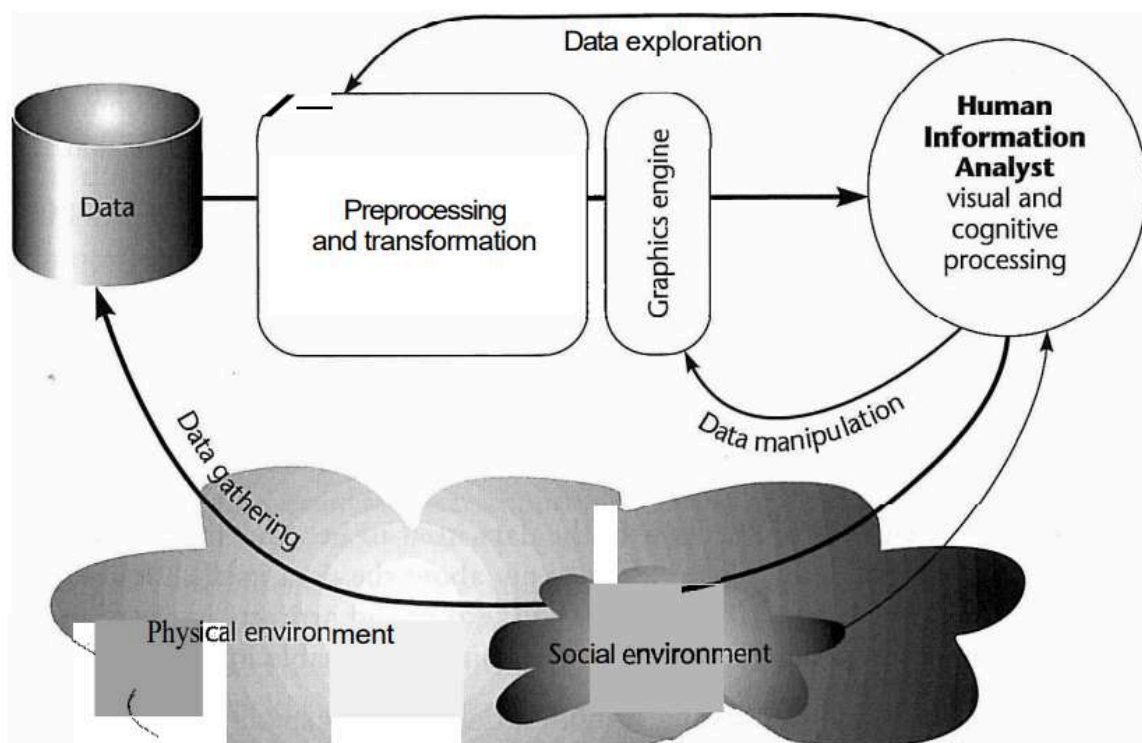 Data exploration
Human
Information
Analyst
visual and
cognitive
processing
Data
Preprocessing
and transformation
Graphics engine
Data manipulation
Data gathering
Physical environment
Social environment